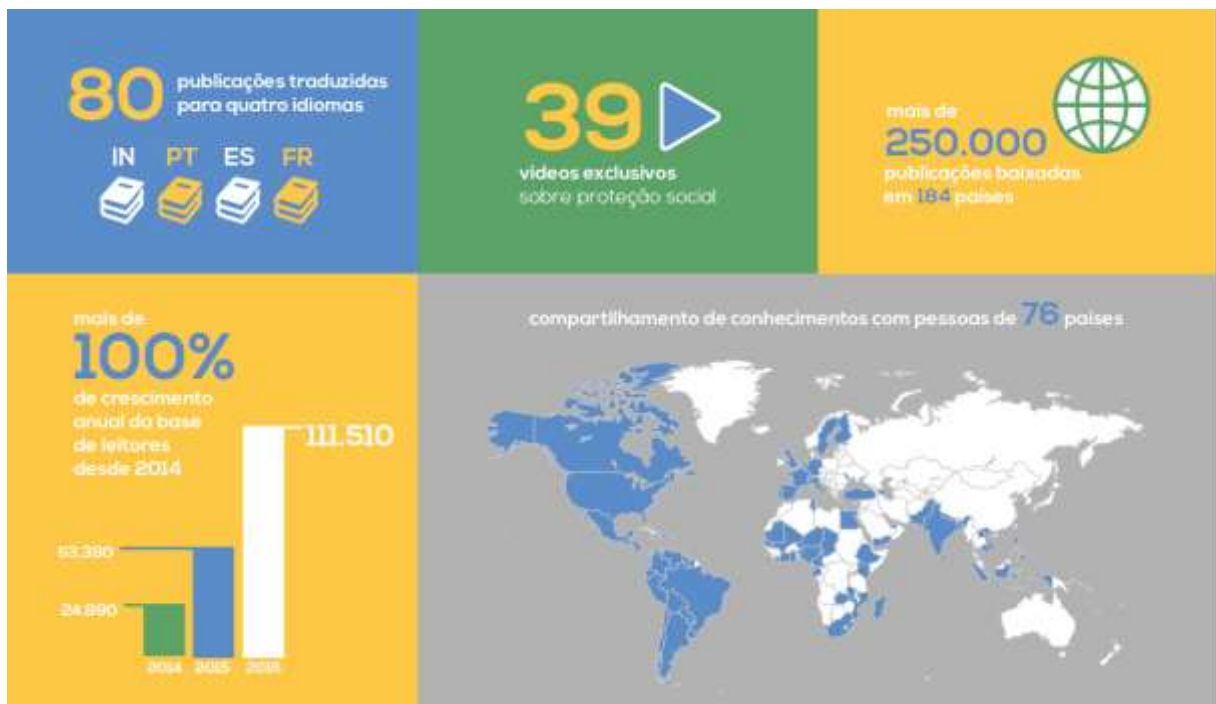 80
publicações traduzidas
para quatro idiomas
IN PT ES FR
39
vídeos exclusivos
sobre proteção social
mais de
250.000
publicações baixadas
em 184 países
mais de
100%
de crescimento
anual da base
de leitores
desde 2014
111.510
53.380
24.890
2014 2015
compartilhamento de conhecimentos com pessoas de 76 países